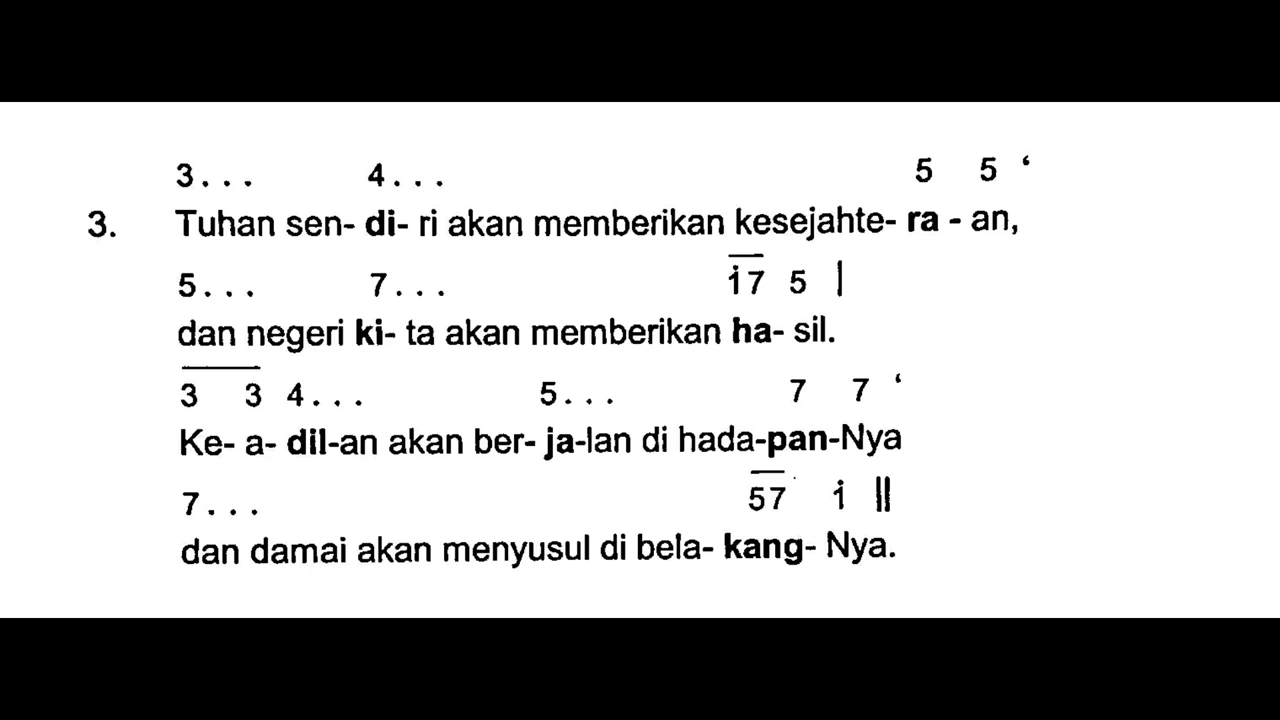 3... 4... 5 5 ‘
3. Tuhan sen- di- ri akan memberikan kesejahte- ra - an,
5... 7... i7 5 |
dan negeri ki- ta akan memberikan ha- sil.
3 3 4... 5... 7 7 ‘
Ke- a- dil-an akan ber- ja-lan di hada-pan-Nya
7... 57 i ||
dan damai akan menyusul di bela- kang- Nya.